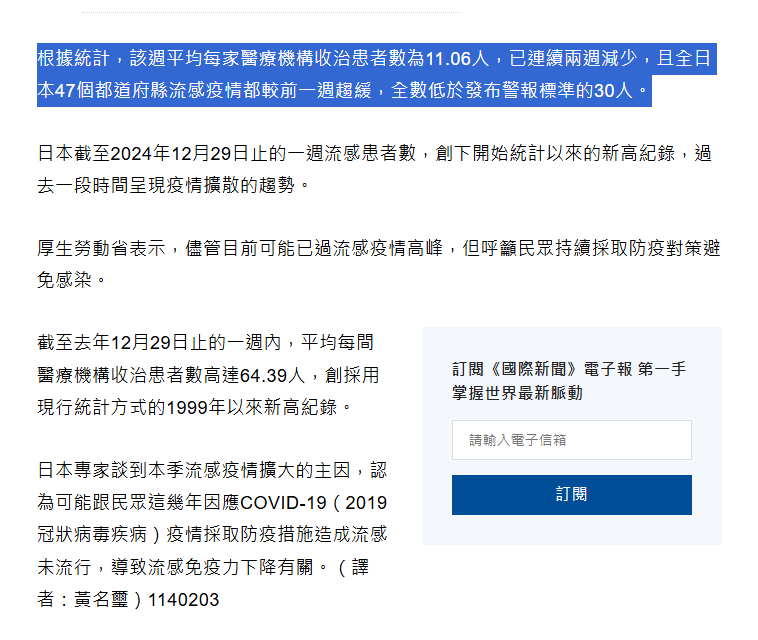 根據統計，該週平均每家醫療機構收治患者數為11.06人，已連續兩週減少，且全日
本47個都道府縣流感疫情都較前一週趨緩，全數低於發布警報標準的30人。
日本截至2024年12月29日止的一週流感患者數，創下開始統計以來的新高紀錄，過
去一段時間呈現疫情擴散的趨勢。
厚生勞動省表示，儘管目前可能已過流感疫情高峰，但呼籲民眾持續採取防疫對策避
免感染。
截至去年12月29日止的一週內，平均每間
醫療機構收治患者數高達64.39人，創採用
現行統計方式的1999年以來新高紀錄。
日本專家談到本季流感疫情擴大的主因，認
為可能跟民眾這幾年因應COVID-19（2019
冠狀病毒疾病）疫情採取防疫措施造成流感
未流行，導致流感免疫力下降有關。（譯
者：黃名璽）1140203
訂閱《國際新聞》電子報 第一手
掌握世界最新脈動
請輸入電子信箱
訂閱